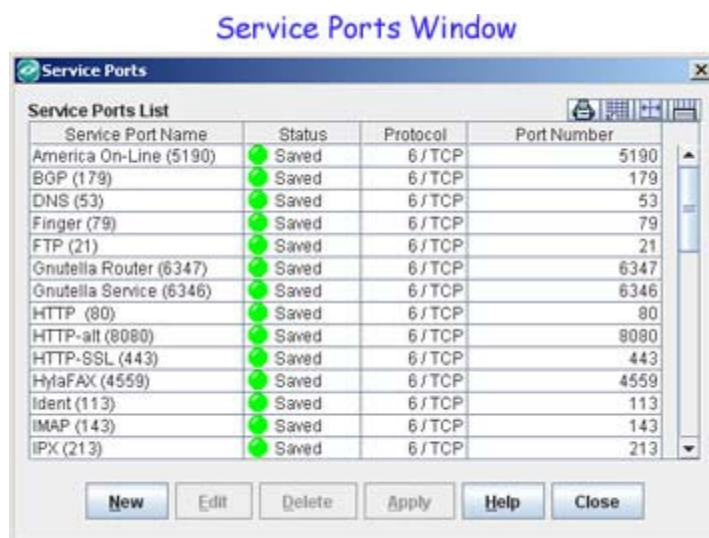 Service Ports Window
Service Ports
Service Ports List
Service Port Name Status Protocol Port Number
America On-Line (5190) Saved 6 / TCP 5190
BGP (179) Saved 6 / TCP 179
DNS (53) Saved 6 / TCP 53
Finger (79) Saved 6 / TCP 79
FTP (21) Saved 6 / TCP 21
Gnutella Router (6347) Saved 6 / TCP 6347
Gnutella Service (6346) Saved 6 / TCP 6346
HTTP (80) Saved 6 / TCP 80
HTTP-alt (8080) Saved 6 / TCP 8080
HTTP-SSL (443) Saved 6 / TCP 443
HylaFAX (4559) Saved 6 / TCP 4559
Ident (113) Saved 6 / TCP 113
IMAP (143) Saved 6 / TCP 143
IPX (213) Saved 6 / TCP 213
New Edit Delete Apply Help Close